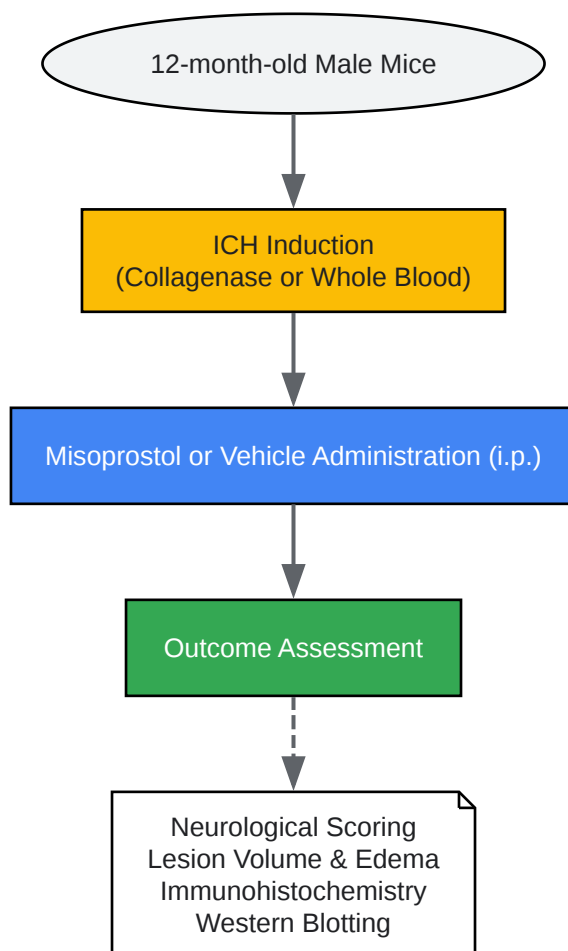 12-month-old Male Mice
ICH Induction
(Collagenase or Whole Blood)
Misoprostol or Vehicle Administration (i.p.)
Outcome Assessment
Neurological Scoring
Lesion Volume & Edema
Immunohistochemistry
Western Blotting